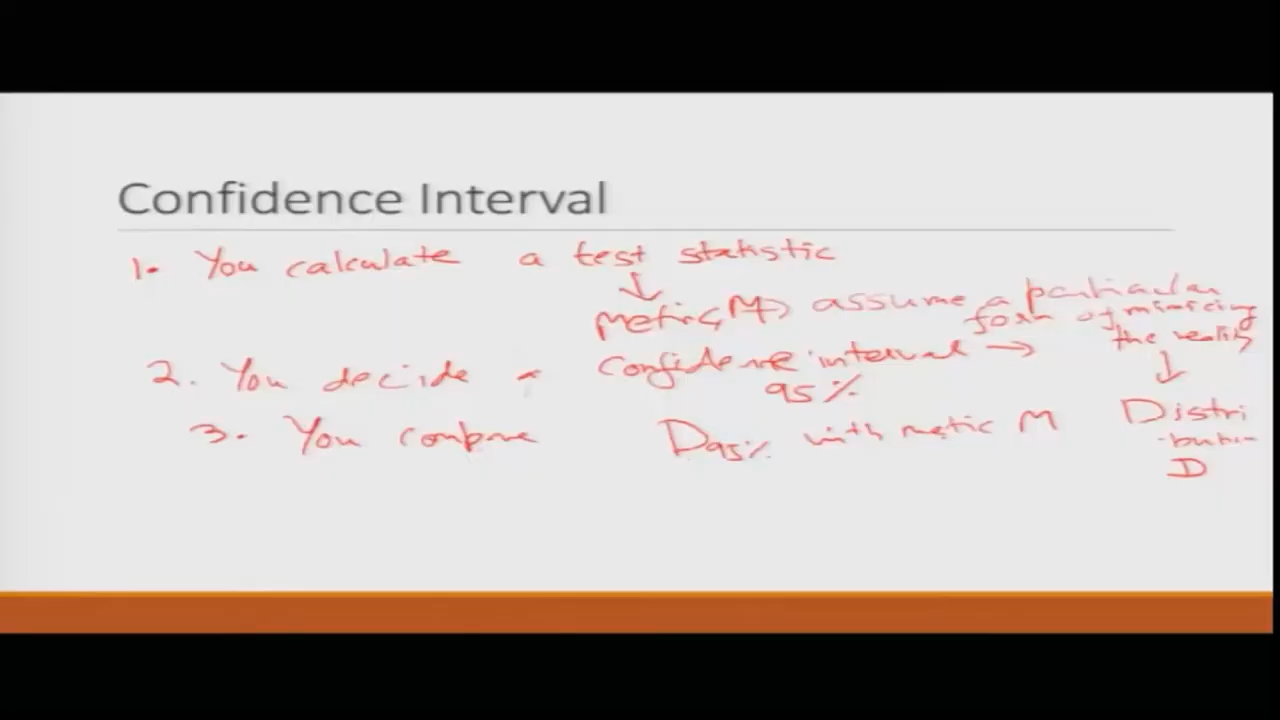 Confidence Interval
1. You calculate a test statistic
↓
Metric(M) assume a particular
form of mimicing
the reality
2. You decide a confidence interval →
95%
↓
Distri
-bution
D
3. You compare D95% with metric M